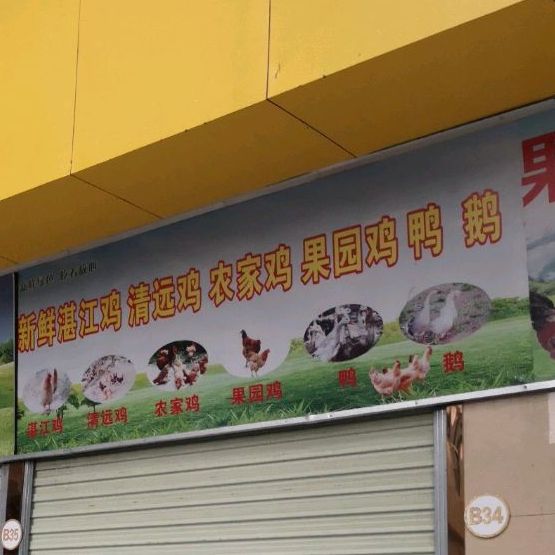 新鲜湛江鸡 清远鸡 农家鸡 果园鸡 鸭 鹅
湛江鸡 清远鸡 农家鸡 果园鸡 鸭 鹅
B35
B34